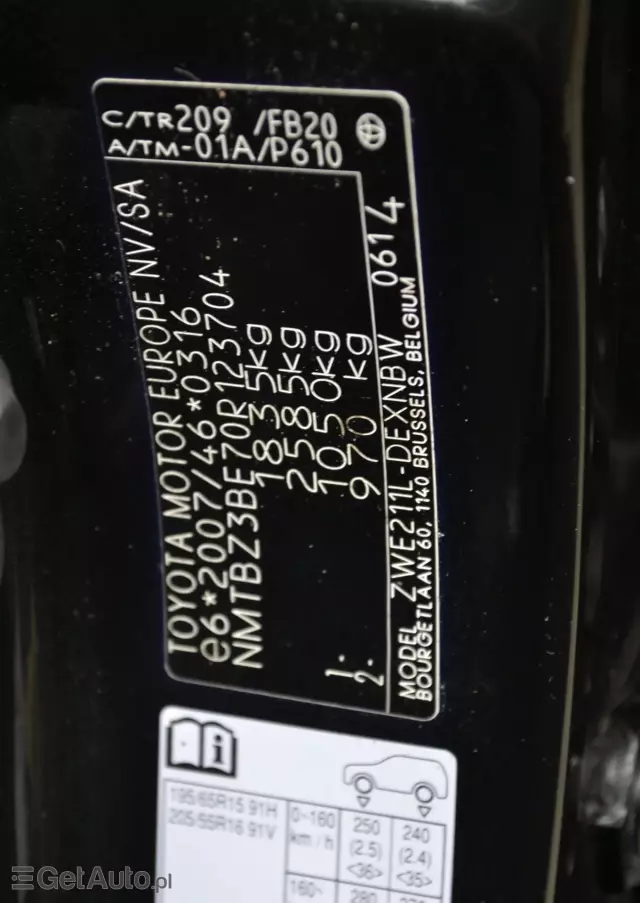 C/TR209 /FB20
A/TM-01A/P610
TOYOTA MOTOR EUROPE NV/SA
e6*2007/46*0316
NMTBZ3BE70R123704
1835kg
2585kg
1- 1050kg
2- 970 kg
MODEL ZWE211L-DEXNBW 0614
BOURGETLAAN 60, 1140 BRUSSELS, BELGIUM
i
195/65R15 91H
205/55R16 91V
0~160
km/h
250
(2.5)
<36>
240
(2.4)
<35>
160~
280
GetAuto.pl